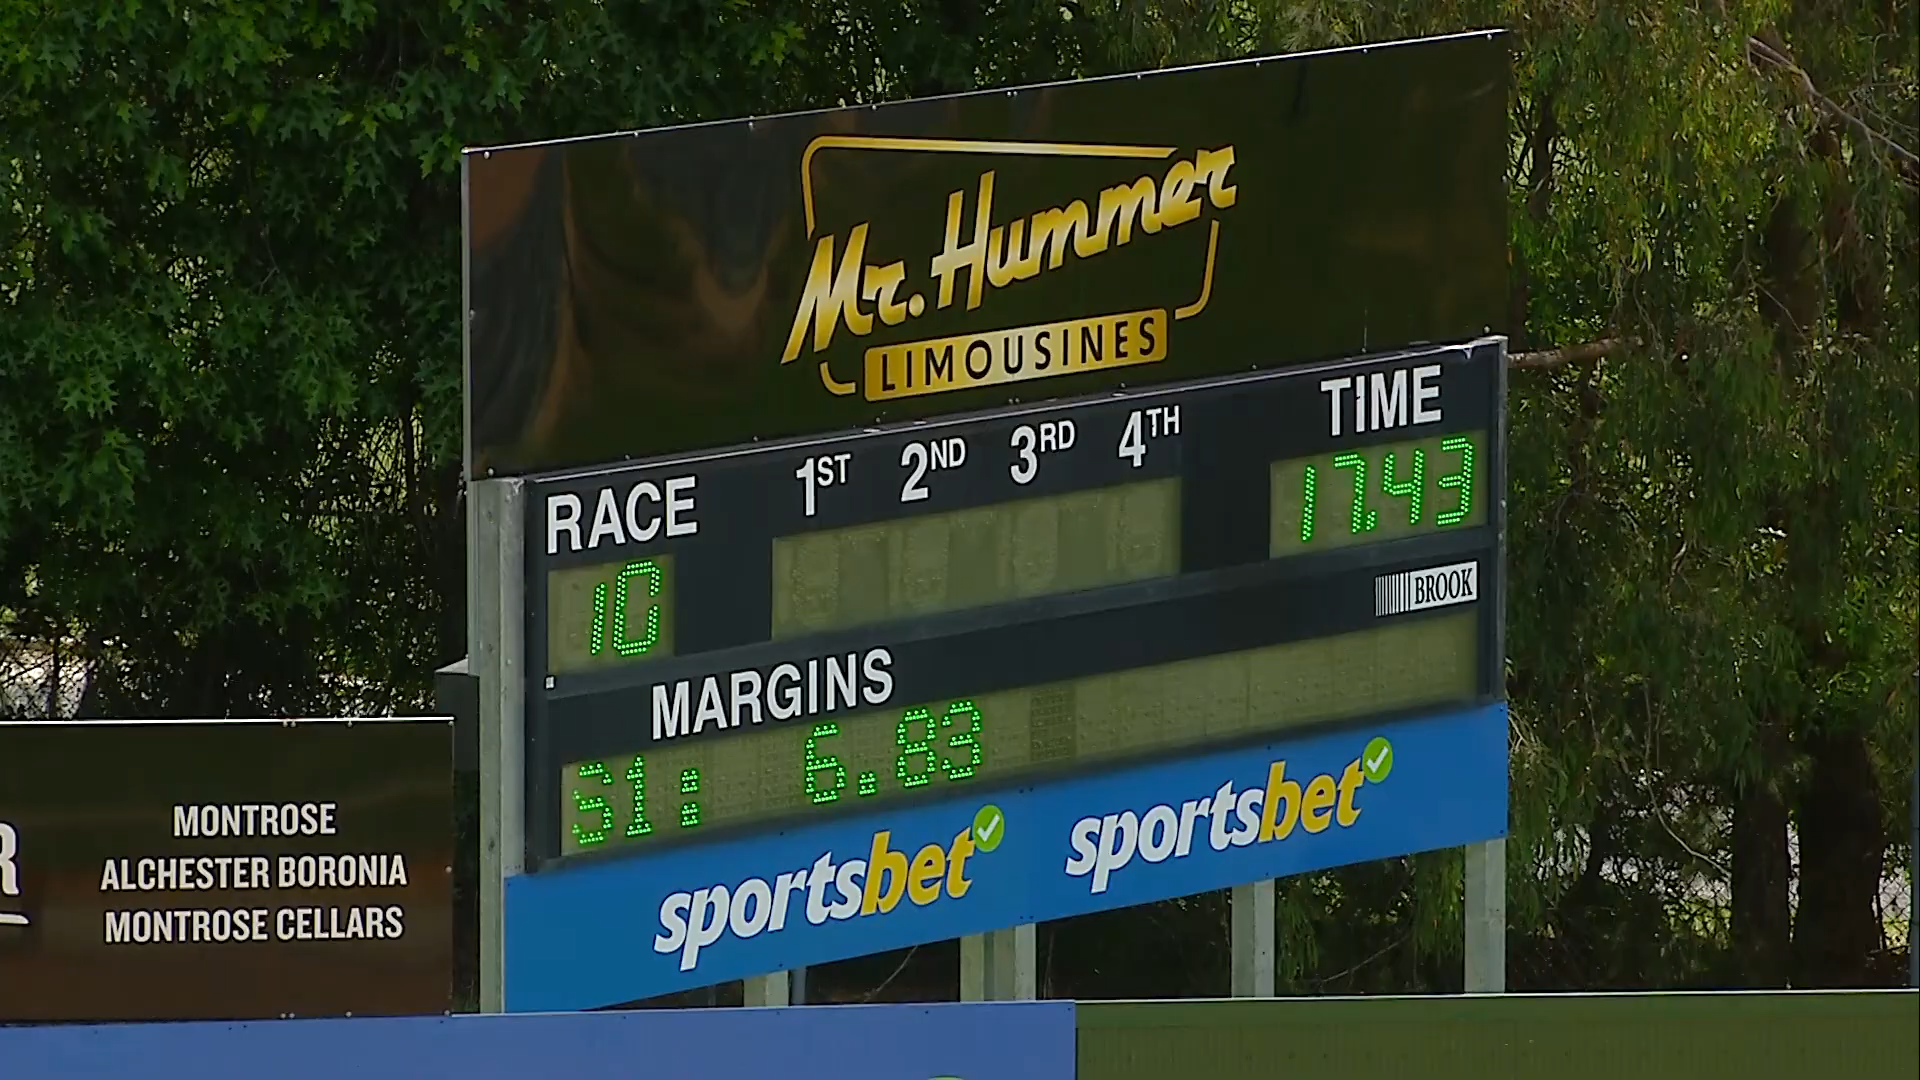 Mr. Hummer
LIMOUSINES
RACE 1ST 2ND 3RD 4TH TIME
10 17.43
BROOK
MARGINS
S1: 6.83
sportsbet sportsbet
R
MONTROSE
ALCHESTER BORONIA
MONTROSE CELLARS